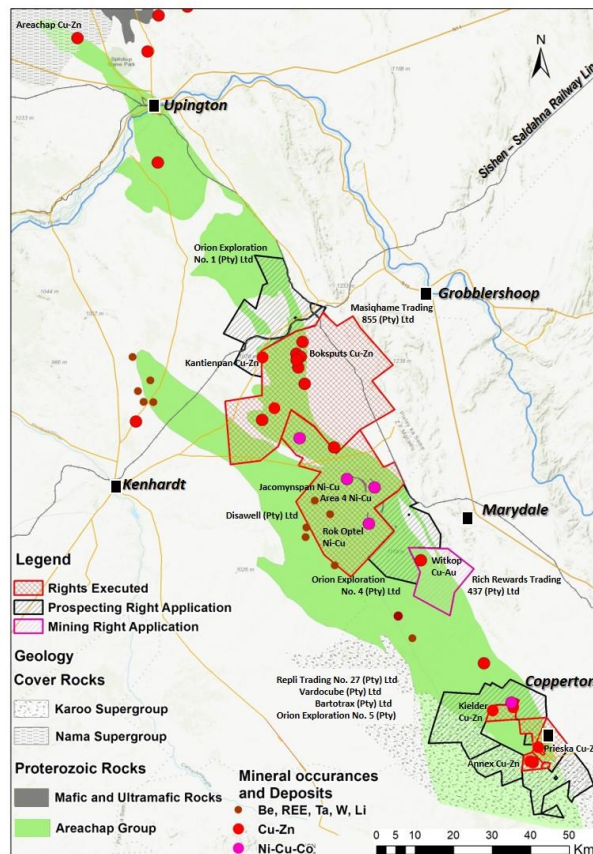 Areachap Cu-Zn
Upington
Sishen – Saldahna Railway Lin
Orion Exploration
No. 1 (Pty) Ltd
Grobblershoop
Masiqhame Trading
855 (Pty) Ltd
Kantienpan Cu-Zn
Boksputs Cu-Zn
Kenhardt
Jacomynspan Ni-Cu
Area 4 Ni-Cu
Disawell (Pty) Ltd
Rok Optel
Ni-Cu
Marydale
Orion Exploration
No. 4 (Pty) Ltd
Witkop
Cu-Au
Rich Rewards Trading
437 (Pty) Ltd
Repli Trading No. 27 (Pty) Ltd
Vardocube (Pty) Ltd
Bartotrax (Pty) Ltd
Orion Exploration No. 5 (Pty)
Copperton
Kielder
Cu-Zn
Prieska Cu-Z
Annex Cu-Zn
Legend
Rights Executed
Prospecting Right Application
Mining Right Application
Geology
Cover Rocks
Karoo Supergroup
Nama Supergroup
Proterozoic Rocks
Mafic and Ultramafic Rocks
Areachap Group
Mineral occurances
and Deposits
Be, REE, Ta, W, Li
Cu-Zn
Ni-Cu-Co
N
0 5 10 20 30 40 50
Km